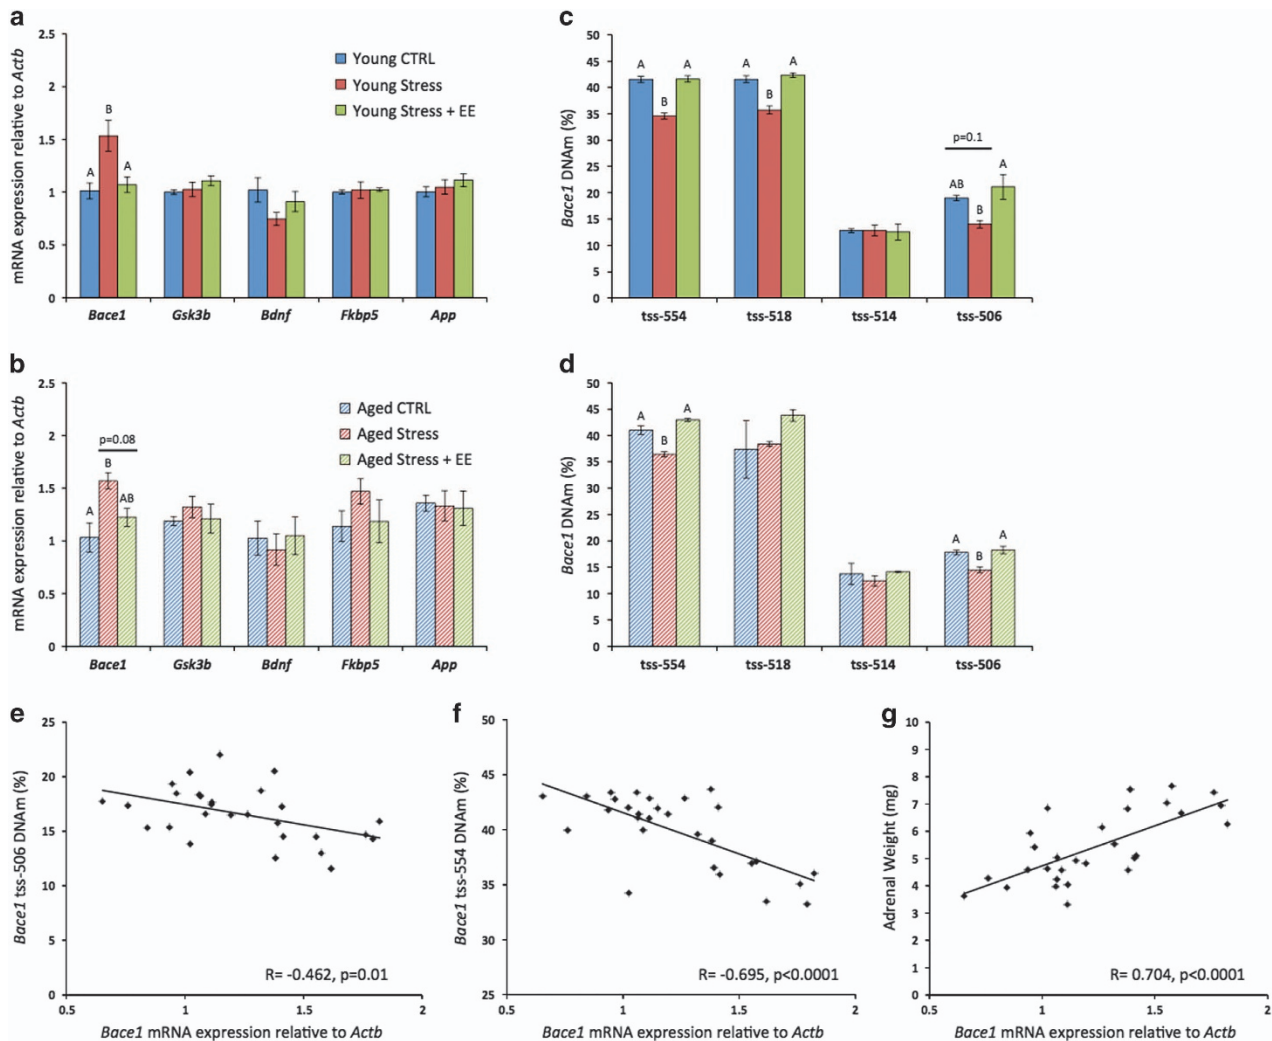 a
mRNA expression relative to Actb
2.5
2
1.5
1
0.5
0
Young CTRL
Young Stress
Young Stress + EE
A
B
A
Bace1 Gsk3b Bdnf Fkbp5 App
c
Bace1 DNAm (%)
50
45
40
35
30
25
20
15
10
5
0
A B A
A B A
p=0.1
AB B A
tss-554 tss-518 tss-514 tss-506
b
mRNA expression relative to Actb
2.5
2
1.5
1
0.5
0
Aged CTRL
Aged Stress
Aged Stress + EE
p=0.08
A B AB
Bace1 Gsk3b Bdnf Fkbp5 App
d
Bace1 DNAm (%)
50
45
40
35
30
25
20
15
10
5
0
A B A
A B A
tss-554 tss-518 tss-514 tss-506
e
Bace1 tss-506 DNAm (%)
25
20
15
10
5
0
R= -0.462, p=0.01
0.5 1 1.5 2
Bace1 mRNA expression relative to Actb
f
Bace1 tss-554 DNAm (%)
50
45
40
35
30
25
R= -0.695, p<0.0001
0.5 1 1.5 2
Bace1 mRNA expression relative to Actb
g
Adrenal Weight (mg)
10
9
8
7
6
5
4
3
2
1
0
R= 0.704, p<0.0001
0.5 1 1.5 2
Bace1 mRNA expression relative to Actb